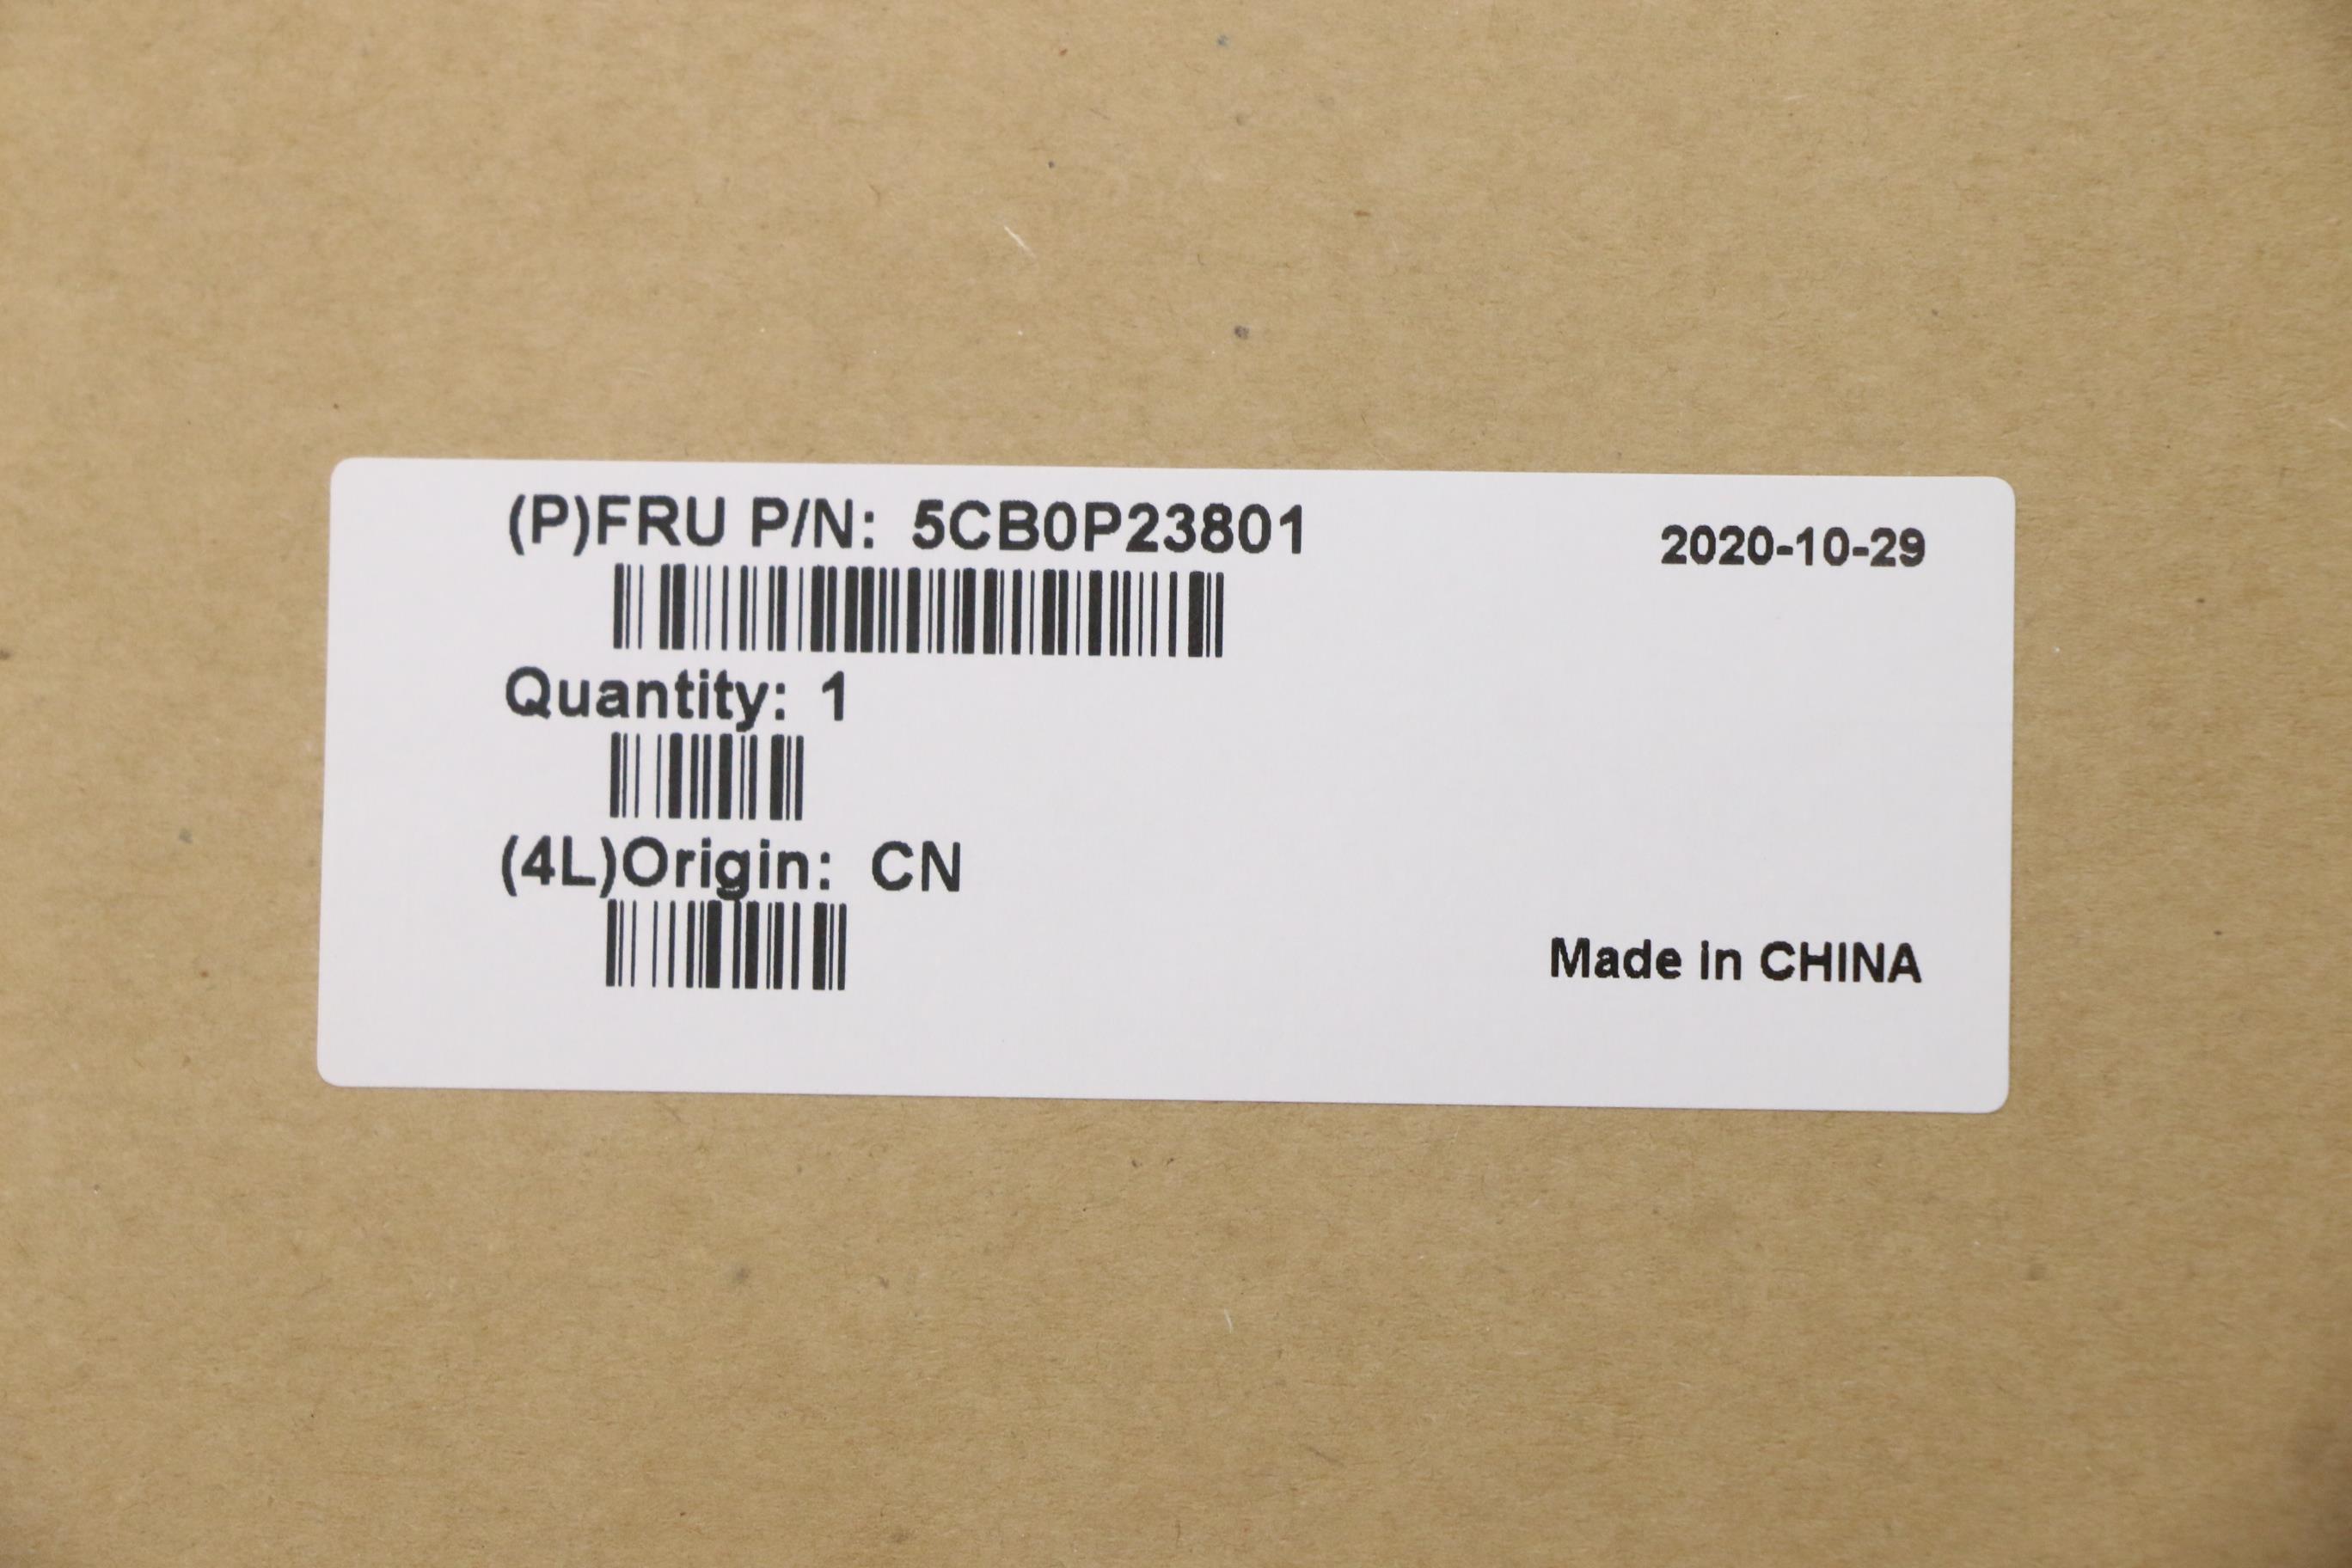 (P)FRU P/N: 5CB0P23801
2020-10-29
Quantity: 1
(4L)Origin: CN
Made in CHINA